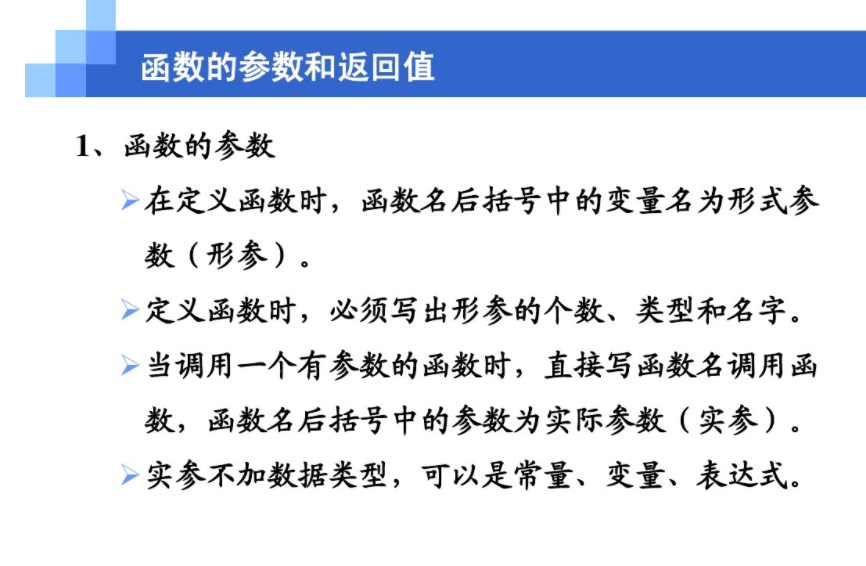 函数的参数和返回值
1、函数的参数
在定义函数时，函数名后括号中的变量名为形式参
数（形参）。
定义函数时，必须写出形参的个数、类型和名字。
当调用一个有参数的函数时，直接写函数名调用函
数，函数名后括号中的参数为实际参数（实参）。
实参不加数据类型，可以是常量、变量、表达式。